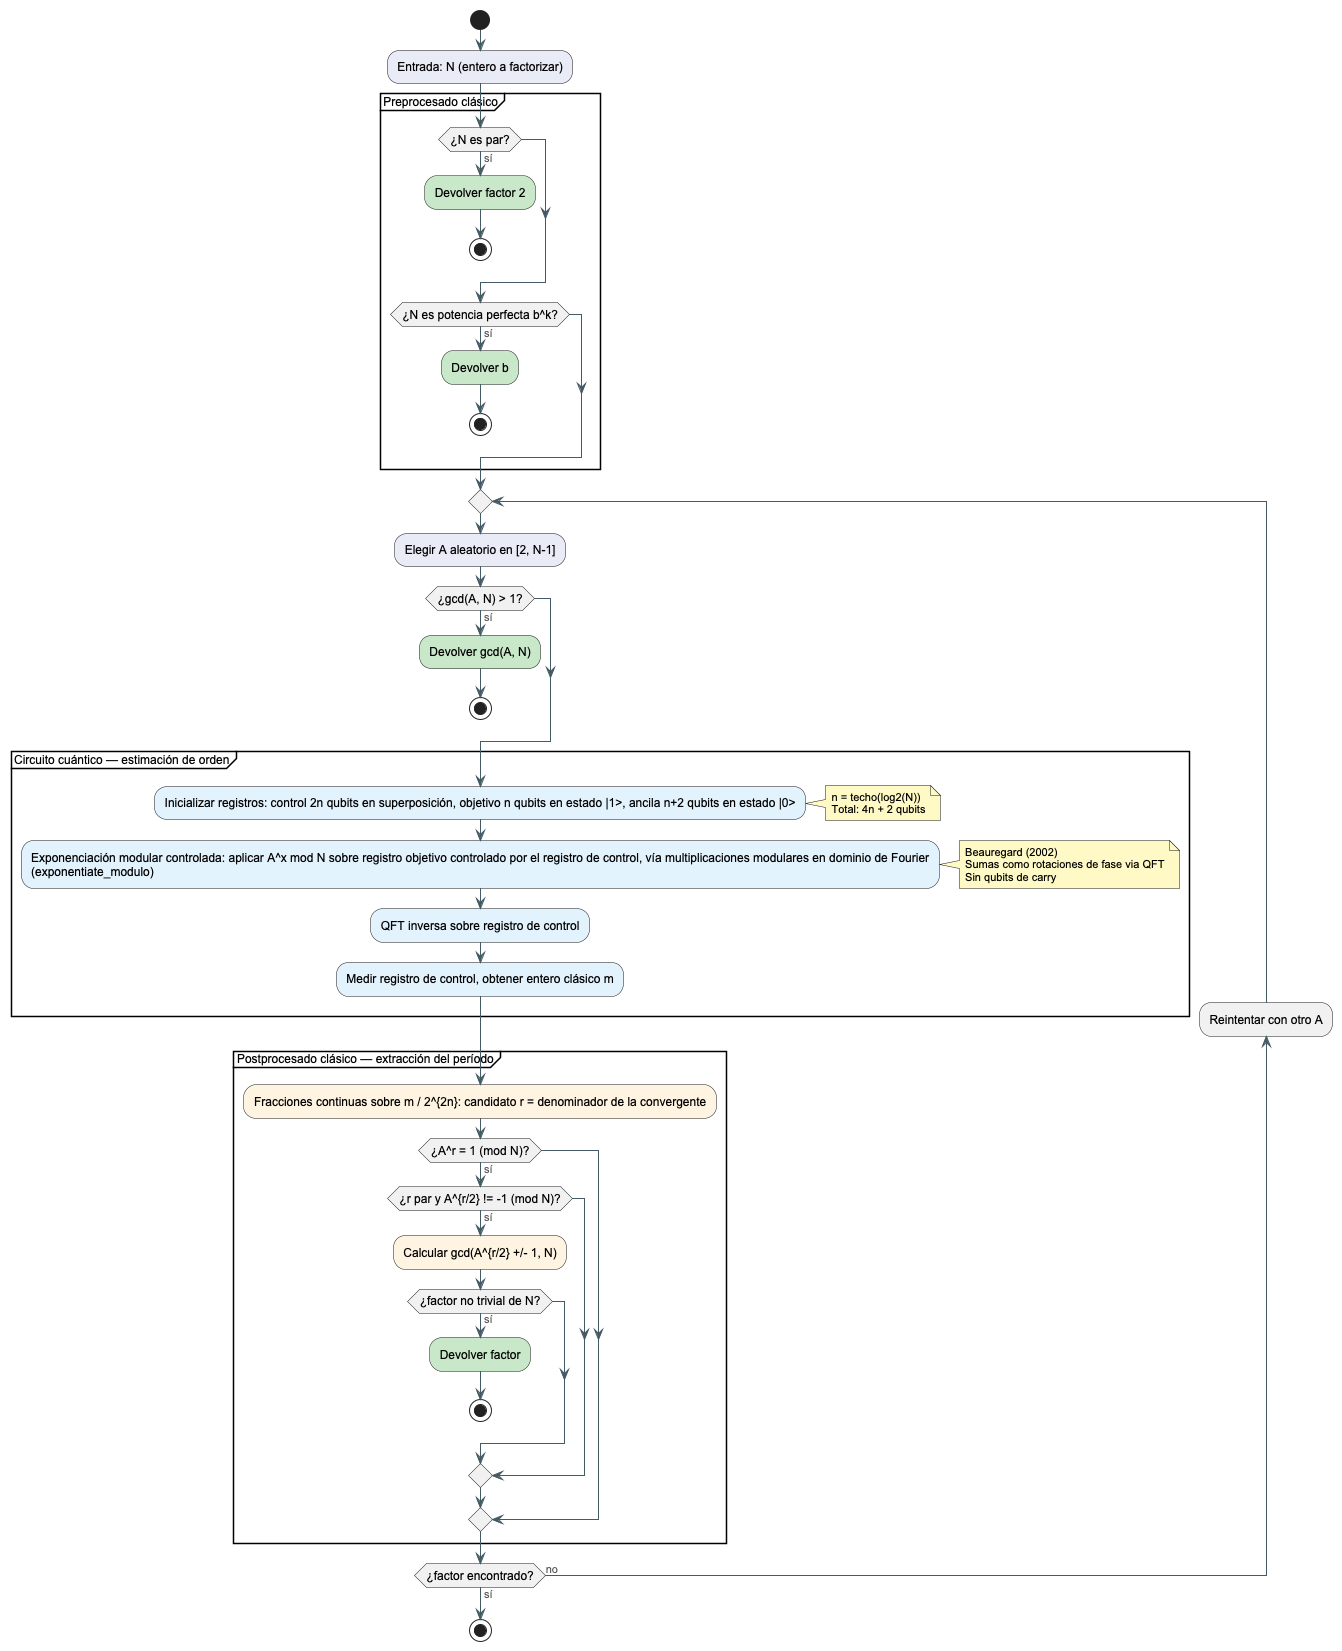 Entrada: N (entero a factorizar)
Preprocesado clásico
¿N es par?
sí
Devolver factor 2
¿N es potencia perfecta b^k?
sí
Devolver b
Elegir A aleatorio en [2, N-1]
¿gcd(A, N) > 1?
sí
Devolver gcd(A, N)
Circuito cuántico — estimación de orden
Inicializar registros: control 2n qubits en superposición, objetivo n qubits en estado |1>, ancila n+2 qubits en estado |0>
n = techo(log2(N))
Total: 4n + 2 qubits
Exponenciación modular controlada: aplicar A^x mod N sobre registro objetivo controlado por el registro de control, vía multiplicaciones modulares en dominio de Fourier
(exponentiate_modulo)
Beauregard (2002)
Sumas como rotaciones de fase via QFT
Sin qubits de carry
QFT inversa sobre registro de control
Medir registro de control, obtener entero clásico m
Reintentar con otro A
Postprocesado clásico — extracción del período
Fracciones continuas sobre m / 2^{2n}: candidato r = denominador de la convergente
¿A^r = 1 (mod N)?
sí
¿r par y A^{r/2} != -1 (mod N)?
sí
Calcular gcd(A^{r/2} +/- 1, N)
¿factor no trivial de N?
sí
Devolver factor
¿factor encontrado?
no
sí